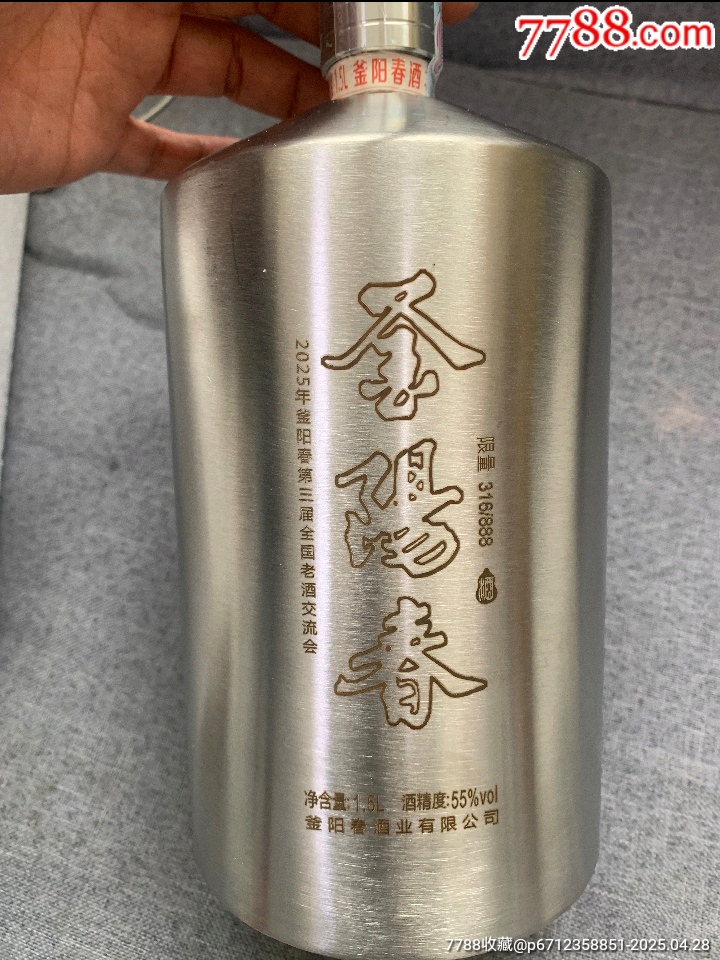 7788.com
1.5L 釜阳春酒
釜陽春
限量 316/888
2025年釜阳春第三届全国老酒交流会
净含量:1.5L 酒精度:55%vol
釜阳春酒业有限公司
7788收藏@p6712358851-2025.04.28